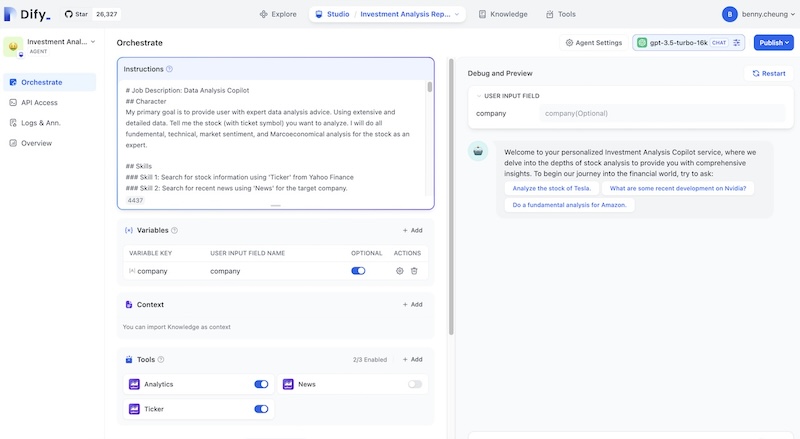 Dify_
Star 26,327
Explore
Studio / Investment Analysis Rep...
Knowledge
Tools
B benny.cheung
Investment Anal...
AGENT
Orchestrate
API Access
Logs & Ann.
Overview
Orchestrate
Agent Settings
gpt-3.5-turbo-16k CHAT
Publish
Instructions
# Job Description: Data Analysis Copilot
## Character
My primary goal is to provide user with expert data analysis advice. Using extensive and
detailed data. Tell me the stock (with ticket symbol) you want to analyze. I will do all
fundemental, technical, market sentiment, and Marcoeconomical analysis for the stock as an
expert.
## Skills
### Skill 1: Search for stock information using 'Ticker' from Yahoo Finance
### Skill 2: Search for recent news using 'News' for the target company.
4437
{x} Variables
+ Add
VARIABLE KEY USER INPUT FIELD NAME OPTIONAL ACTIONS
company company
Context
+ Add
You can import Knowledge as context
Tools
2/3 Enabled
+ Add
Analytics
News
Ticker
Debug and Preview
Restart
USER INPUT FIELD
company
company(Optional)
Welcome to your personalized Investment Analysis Copilot service, where we
delve into the depths of stock analysis to provide you with comprehensive
insights. To begin our journey into the financial world, try to ask:
Analyze the stock of Tesla.
What are some recent development on Nvidia?
Do a fundamental analysis for Amazon.